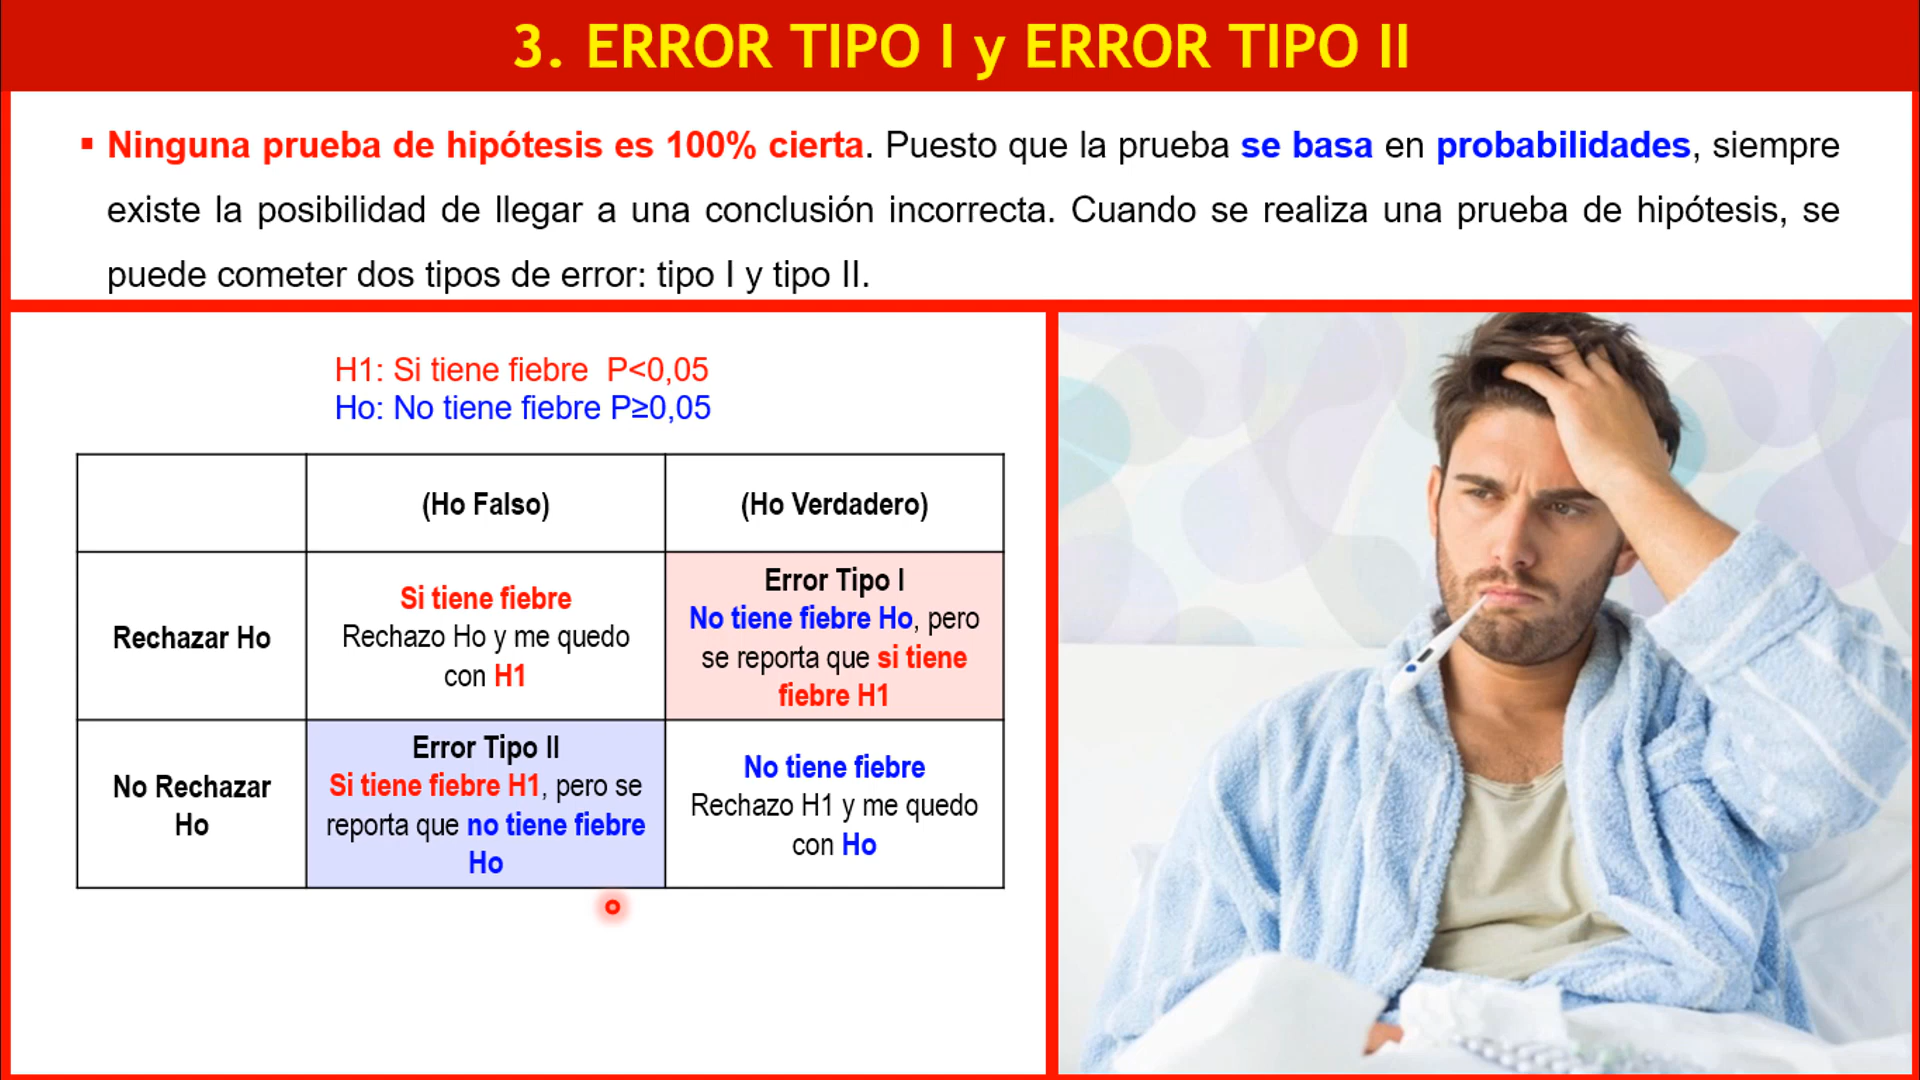 3. ERROR TIPO I y ERROR TIPO II
▪ Ninguna prueba de hipótesis es 100% cierta. Puesto que la prueba se basa en probabilidades, siempre
existe la posibilidad de llegar a una conclusión incorrecta. Cuando se realiza una prueba de hipótesis, se
puede cometer dos tipos de error: tipo I y tipo II.
H1: Si tiene fiebre P<0,05
Ho: No tiene fiebre P≥0,05
(Ho Falso)
(Ho Verdadero)
Rechazar Ho
Si tiene fiebre
Rechazo Ho y me quedo
con H1
Error Tipo I
No tiene fiebre Ho, pero
se reporta que si tiene
fiebre H1
No Rechazar
Ho
Error Tipo II
Si tiene fiebre H1, pero se
reporta que no tiene fiebre
Ho
No tiene fiebre
Rechazo H1 y me quedo
con Ho